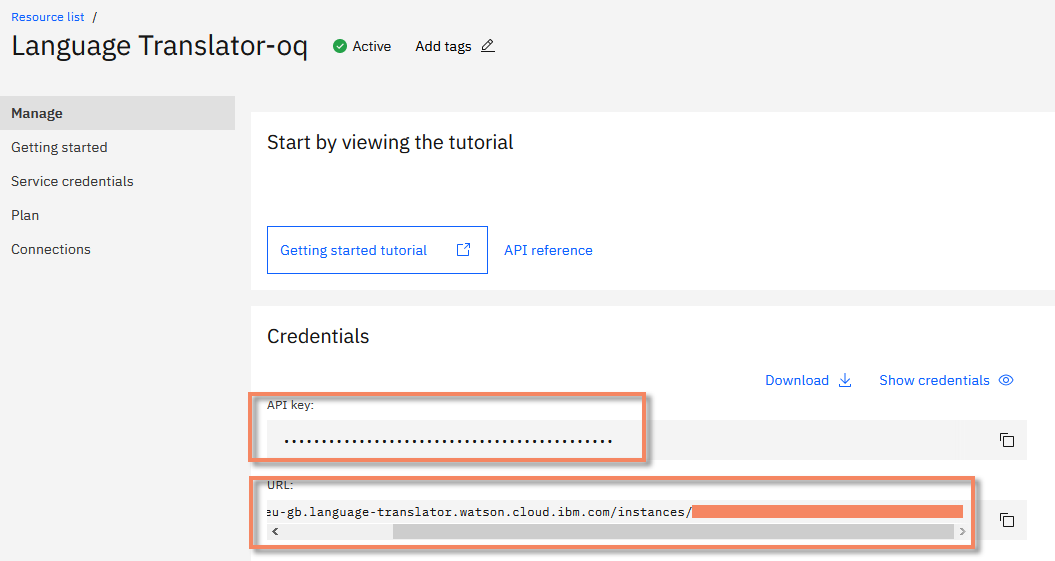 Resource list /
Language Translator-oq Active Add tags
Manage
Getting started
Service credentials
Plan
Connections
Start by viewing the tutorial
Getting started tutorial API reference
Credentials
Download Show credentials
API key:
••••••••••••••••••••••••••••••••••••••••••••
URL:
eu-gb.language-translator.watson.cloud.ibm.com/instances/